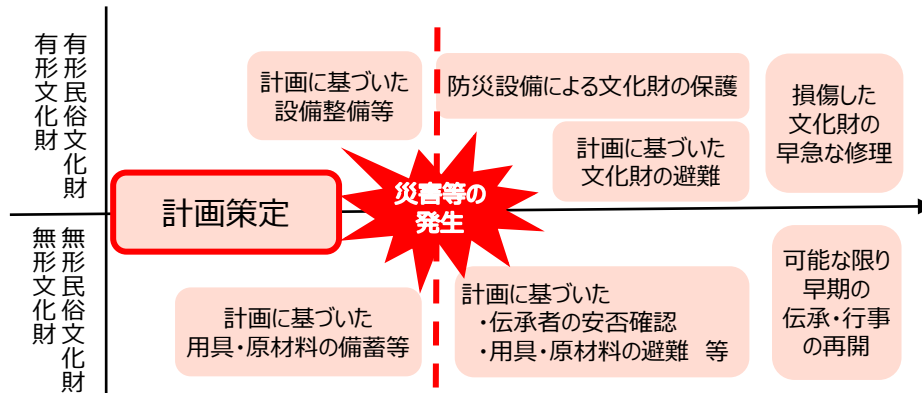 有形民俗文化財
有形文化財
計画に基づいた
設備整備等
防災設備による文化財の保護
計画に基づいた
文化財の避難
損傷した
文化財の
早急な修理
計画策定
災害等の
発生
無形民俗文化財
無形文化財
計画に基づいた
用具・原材料の備蓄等
計画に基づいた
・伝承者の安否確認
・用具・原材料の避難 等
可能な限り
早期の
伝承・行事
の再開